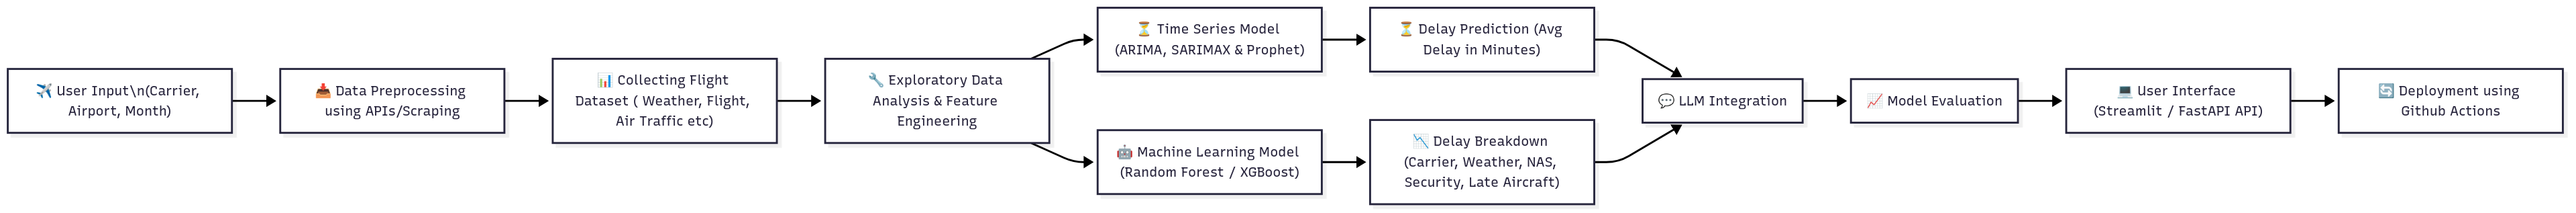 ✈️ User Input\n(Carrier,
Airport, Month)
📥 Data Preprocessing
using APIs/Scraping
📊 Collecting Flight
Dataset ( Weather, Flight,
Air Traffic etc)
🔧 Exploratory Data
Analysis & Feature
Engineering
⏳ Time Series Model
(ARIMA, SARIMAX & Prophet)
⏳ Delay Prediction (Avg
Delay in Minutes)
🤖 Machine Learning Model
(Random Forest / XGBoost)
📉 Delay Breakdown
(Carrier, Weather, NAS,
Security, Late Aircraft)
💬 LLM Integration
📈 Model Evaluation
💻 User Interface
(Streamlit / FastAPI API)
🔄 Deployment using
Github Actions